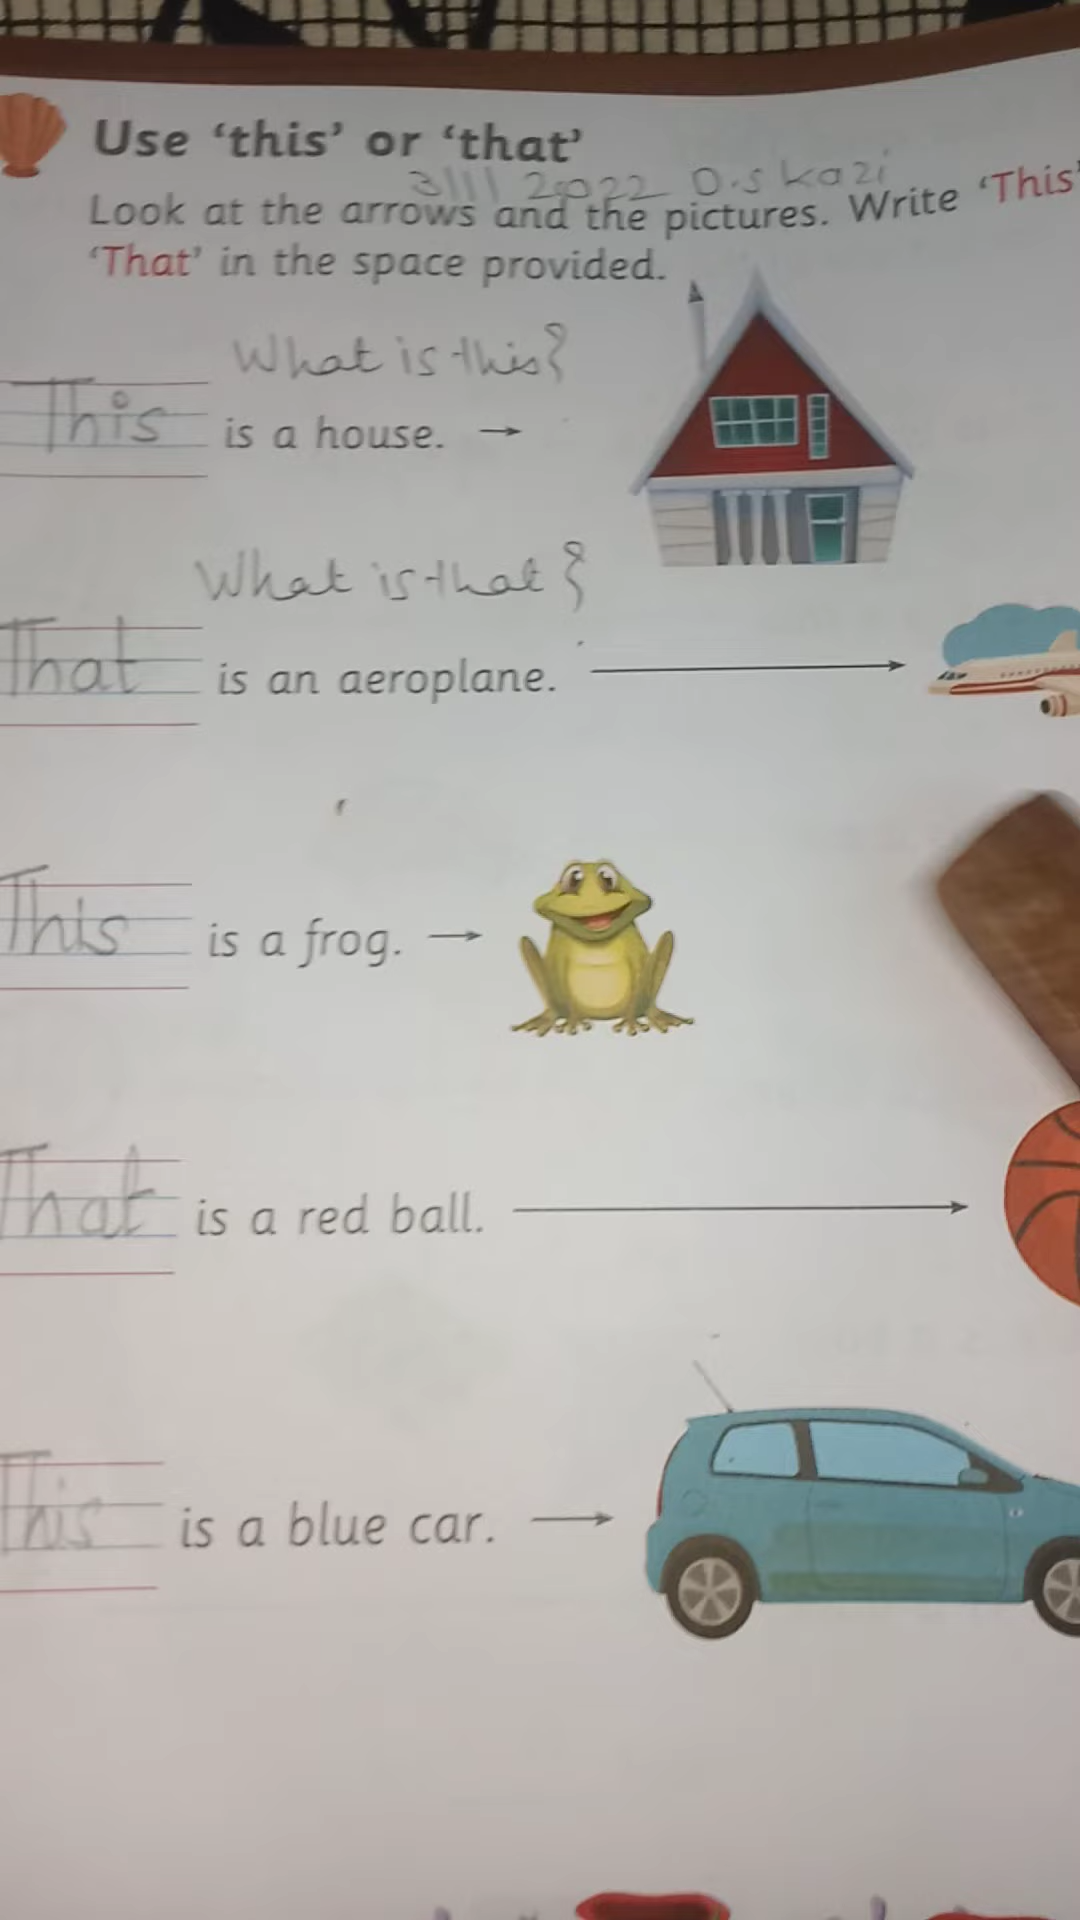 Use ‘this’ or ‘that’
3/11 2022 D.s kazi
Look at the arrows and the pictures. Write ‘This’
‘That’ in the space provided.
What is this?
This is a house.
What is that?
That is an aeroplane.
This is a frog.
That is a red ball.
This is a blue car.